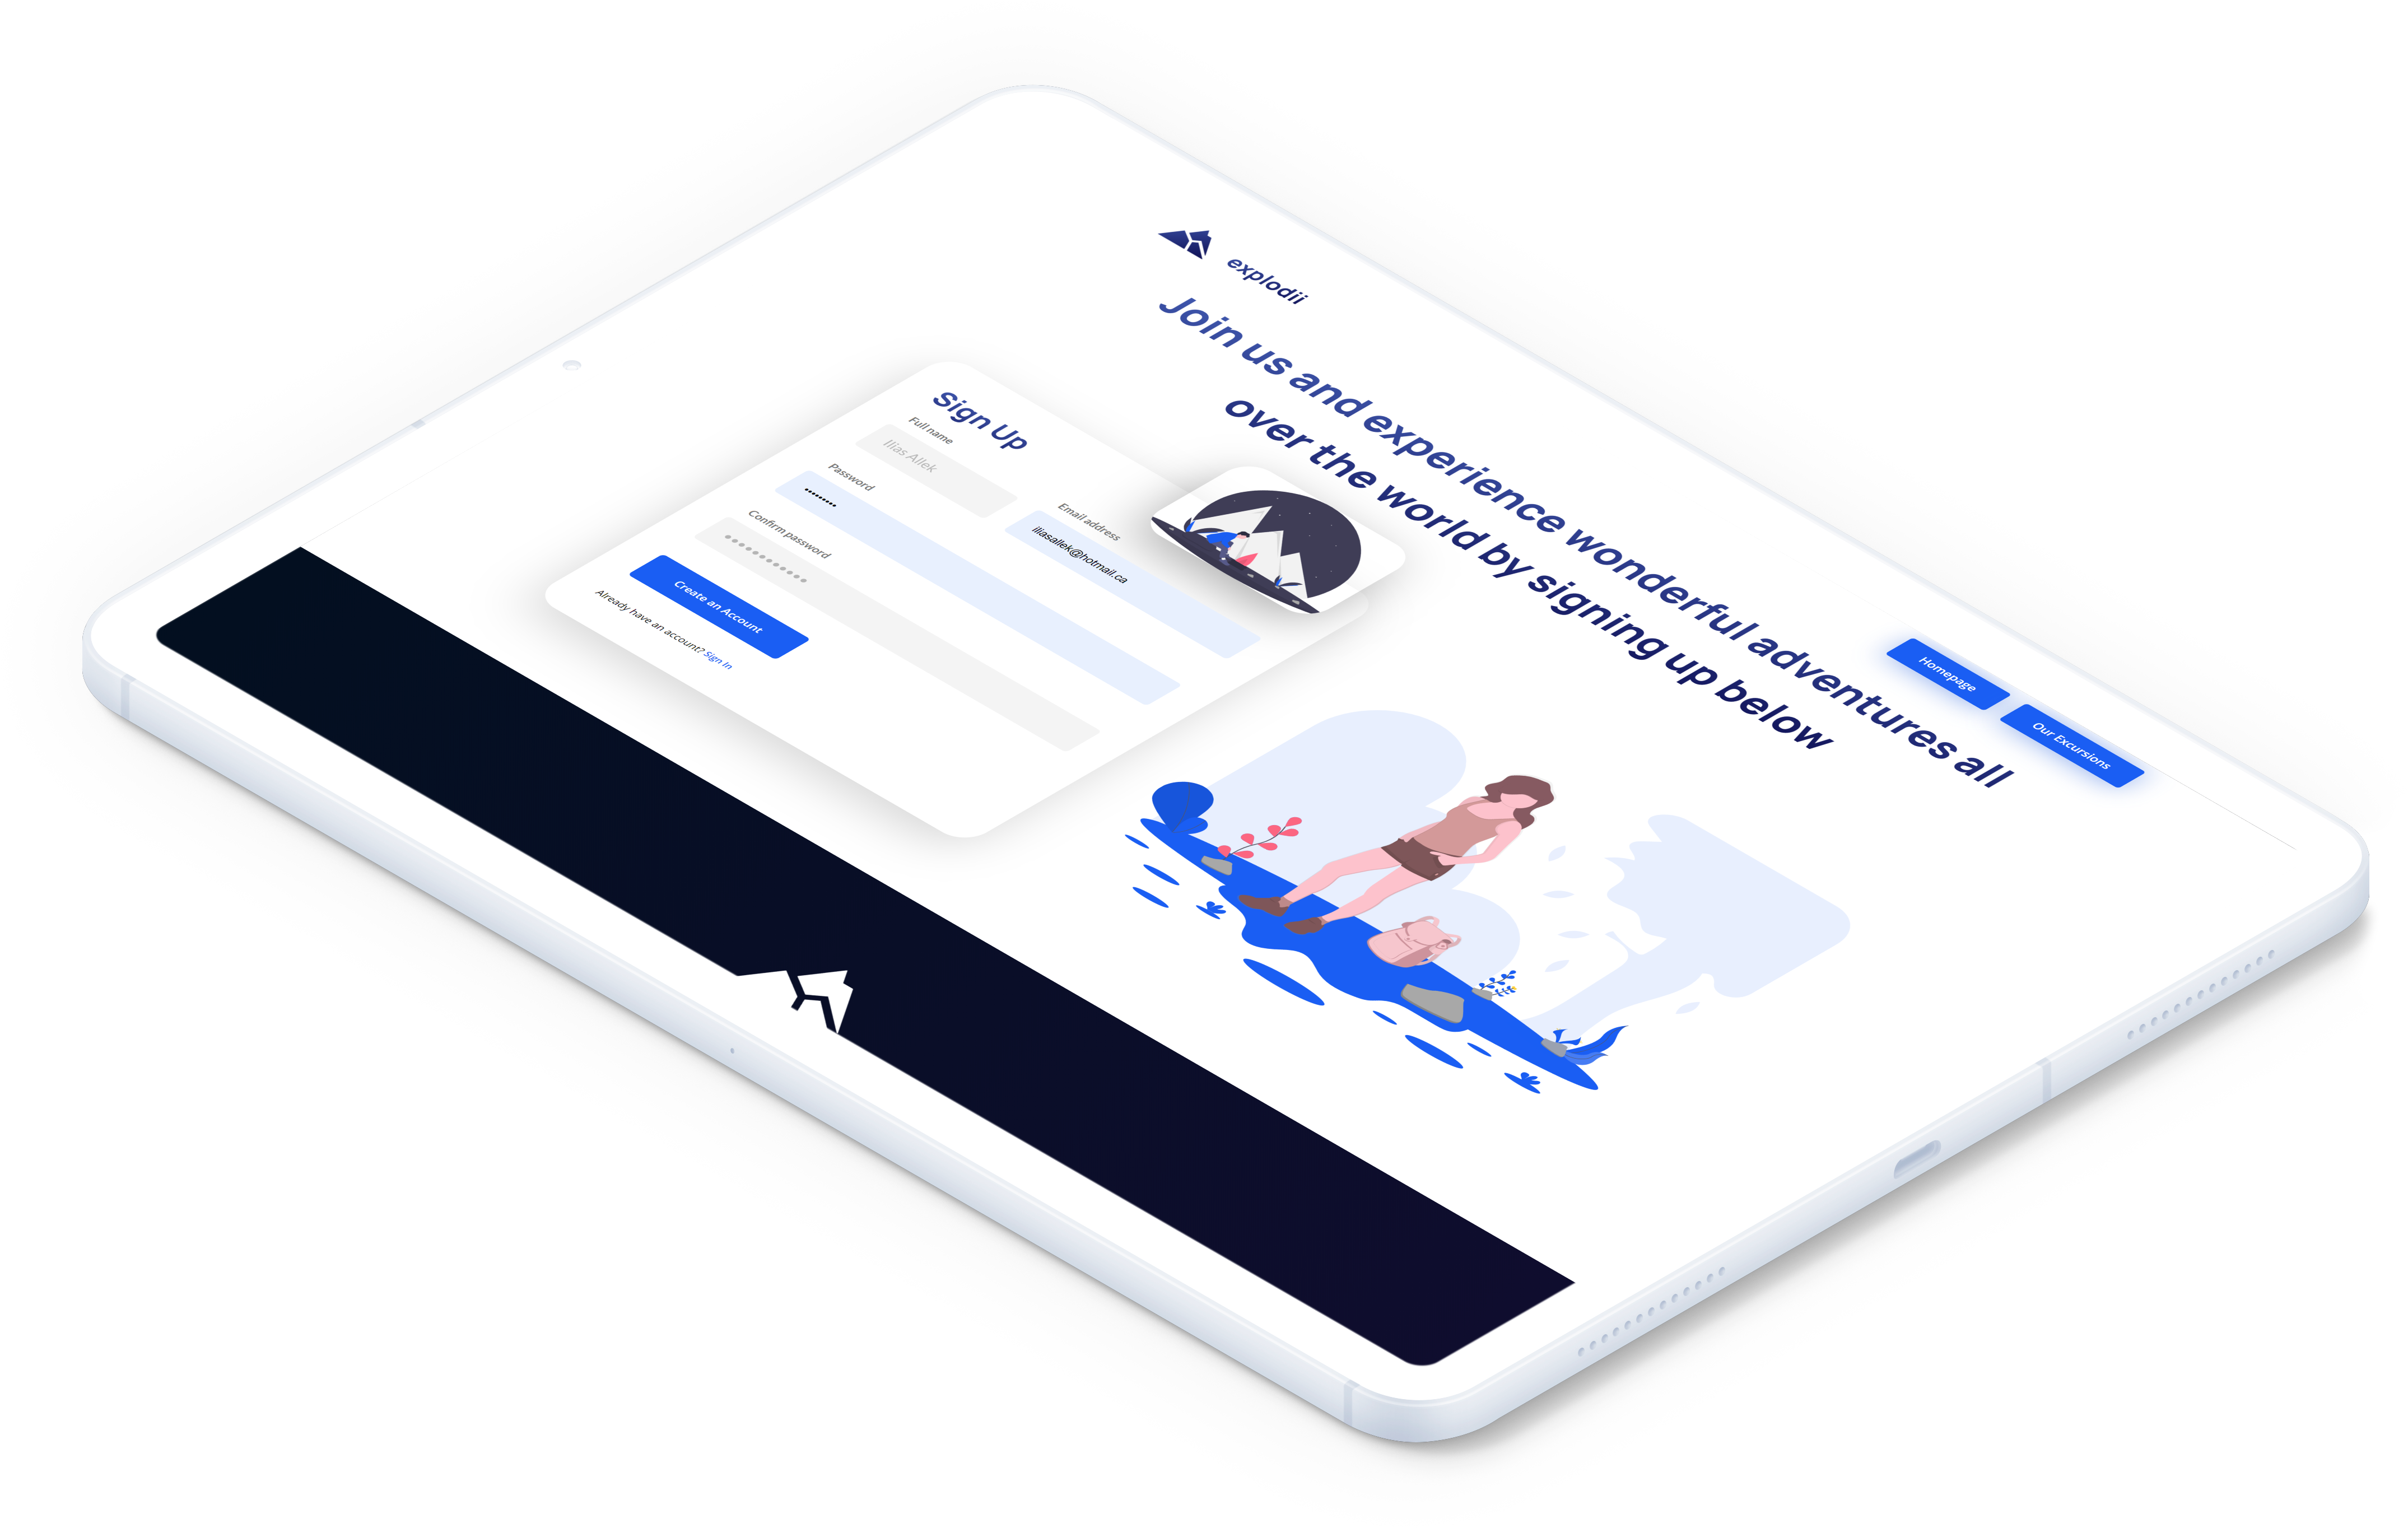 explodii
Homepage
Our Excursions
Join us and experience wonderful adventures all
over the world by signing up below
Sign Up
Full name
Ilias Allek
Email address
iliasallek@hotmail.ca
Password
••••••••
Confirm password
••••••••••••
Create an Account
Already have an account? Sign In